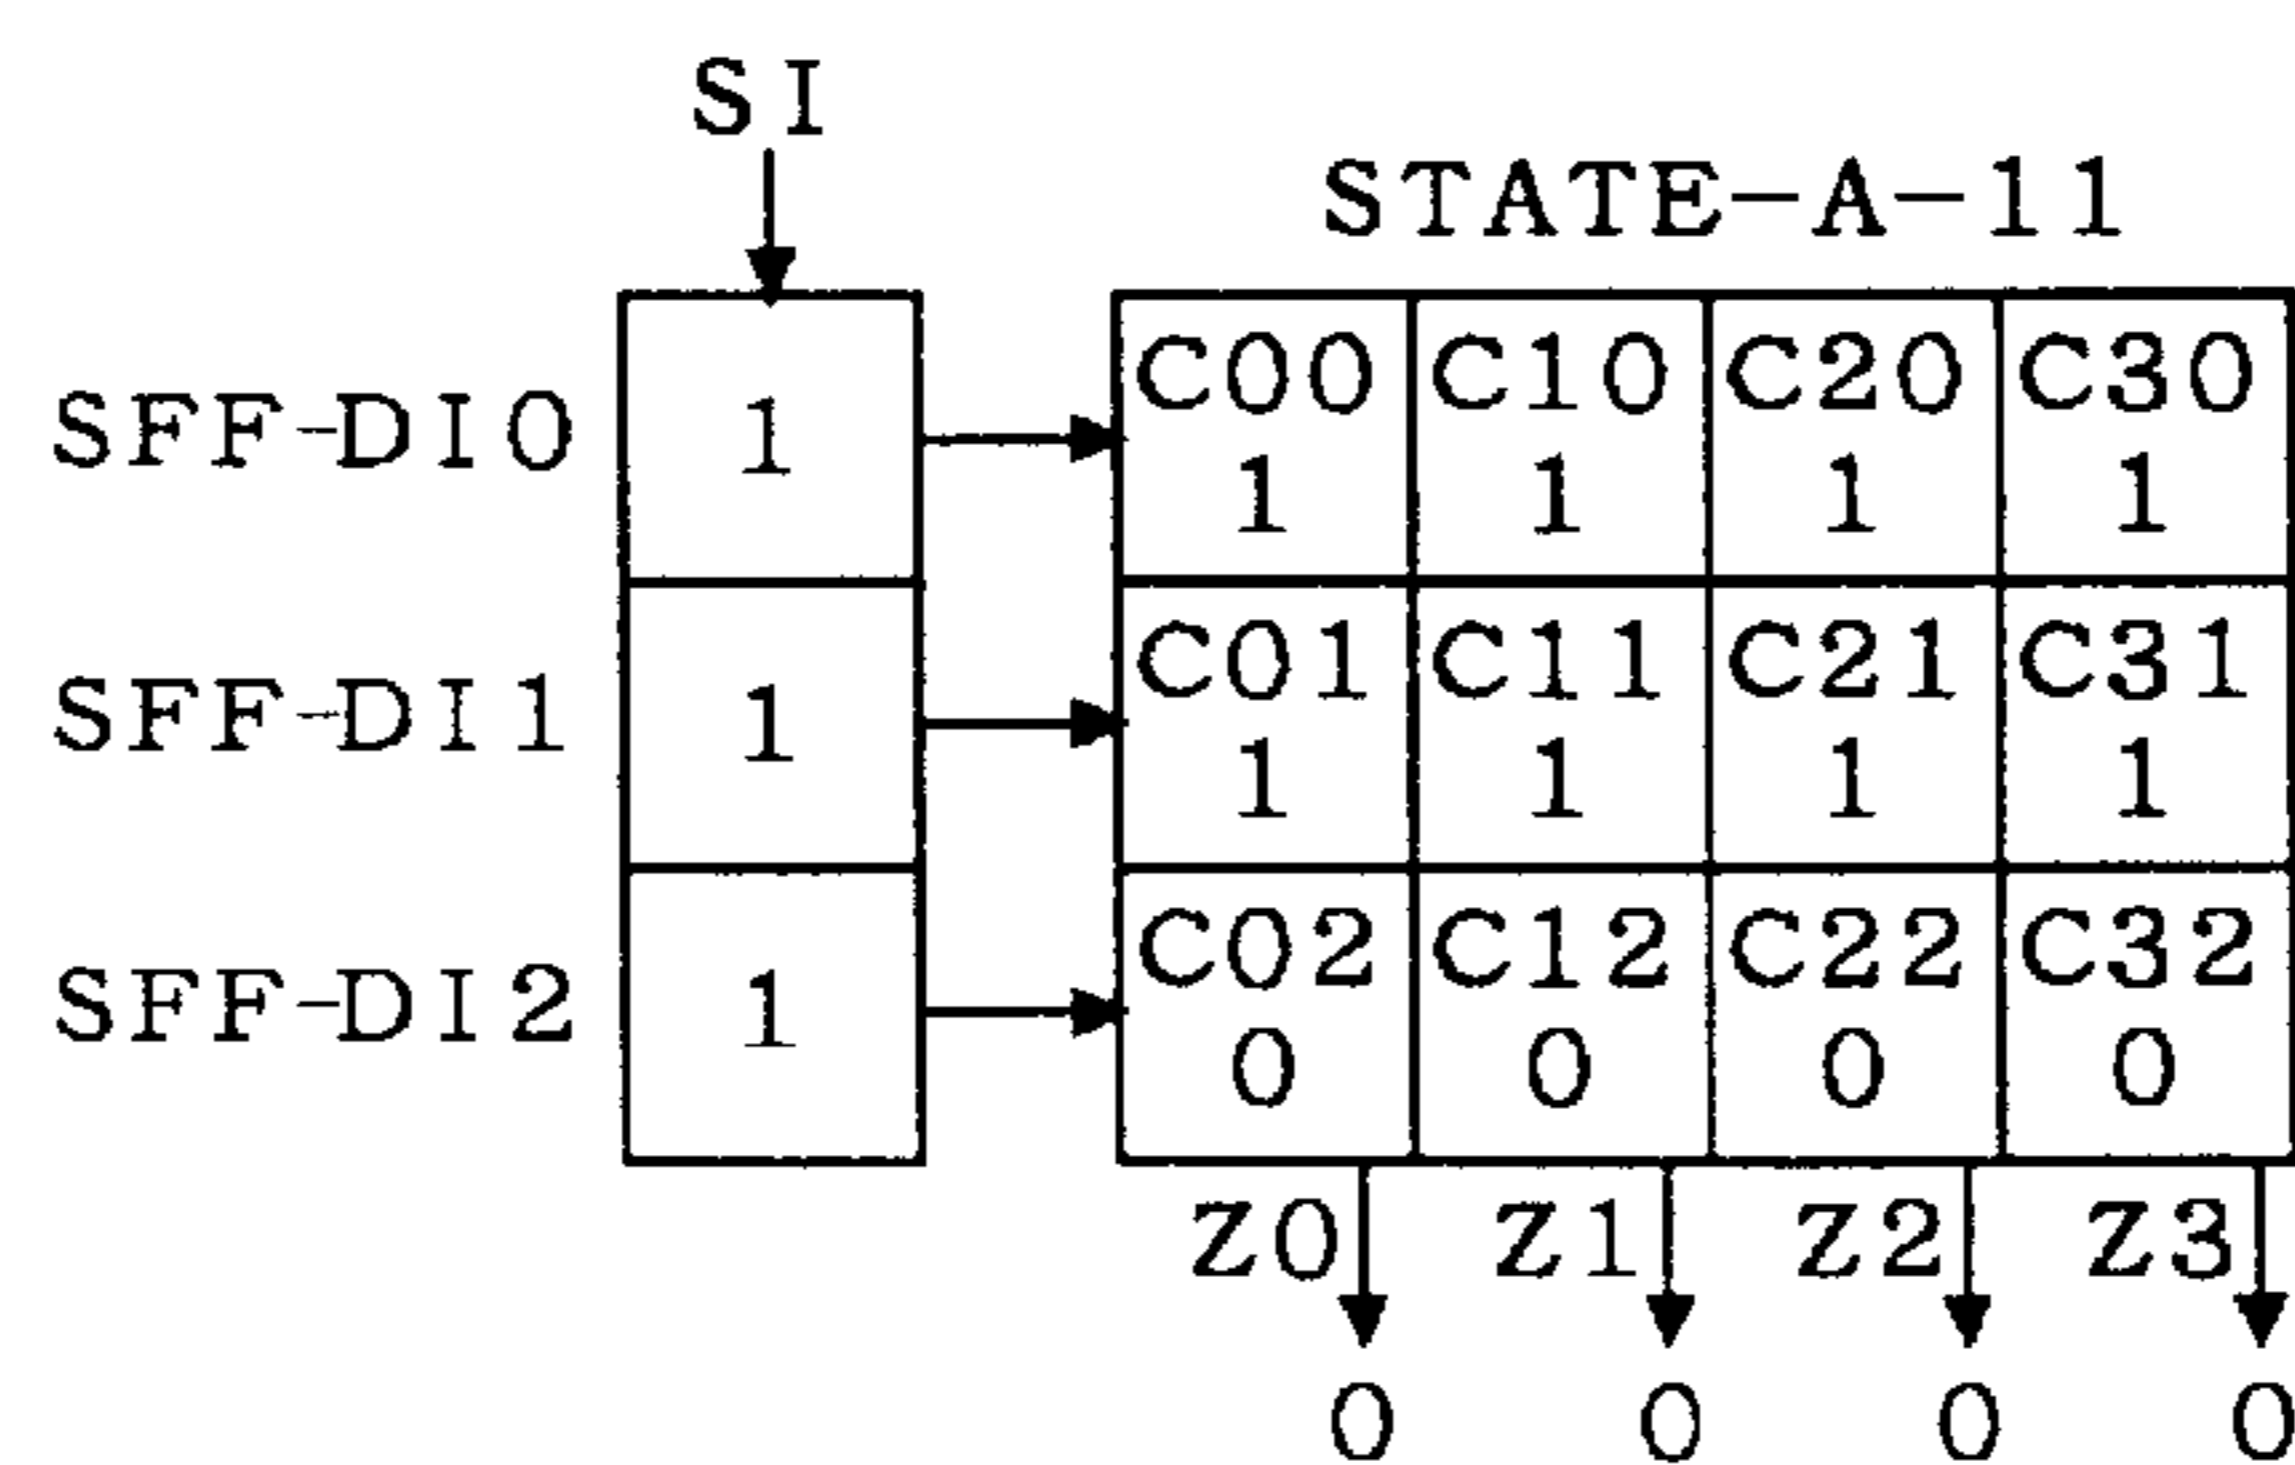 SI
STATE-A-11
C00 C10 C20 C30
SFF-DI0 1 1 1 1 1
C01 C11 C21 C31
SFF-DI1 1 1 1 1 1
C02 C12 C22 C32
SFF-DI2 1 0 0 0 0
Z0 Z1 Z2 Z3
0 0 0 0